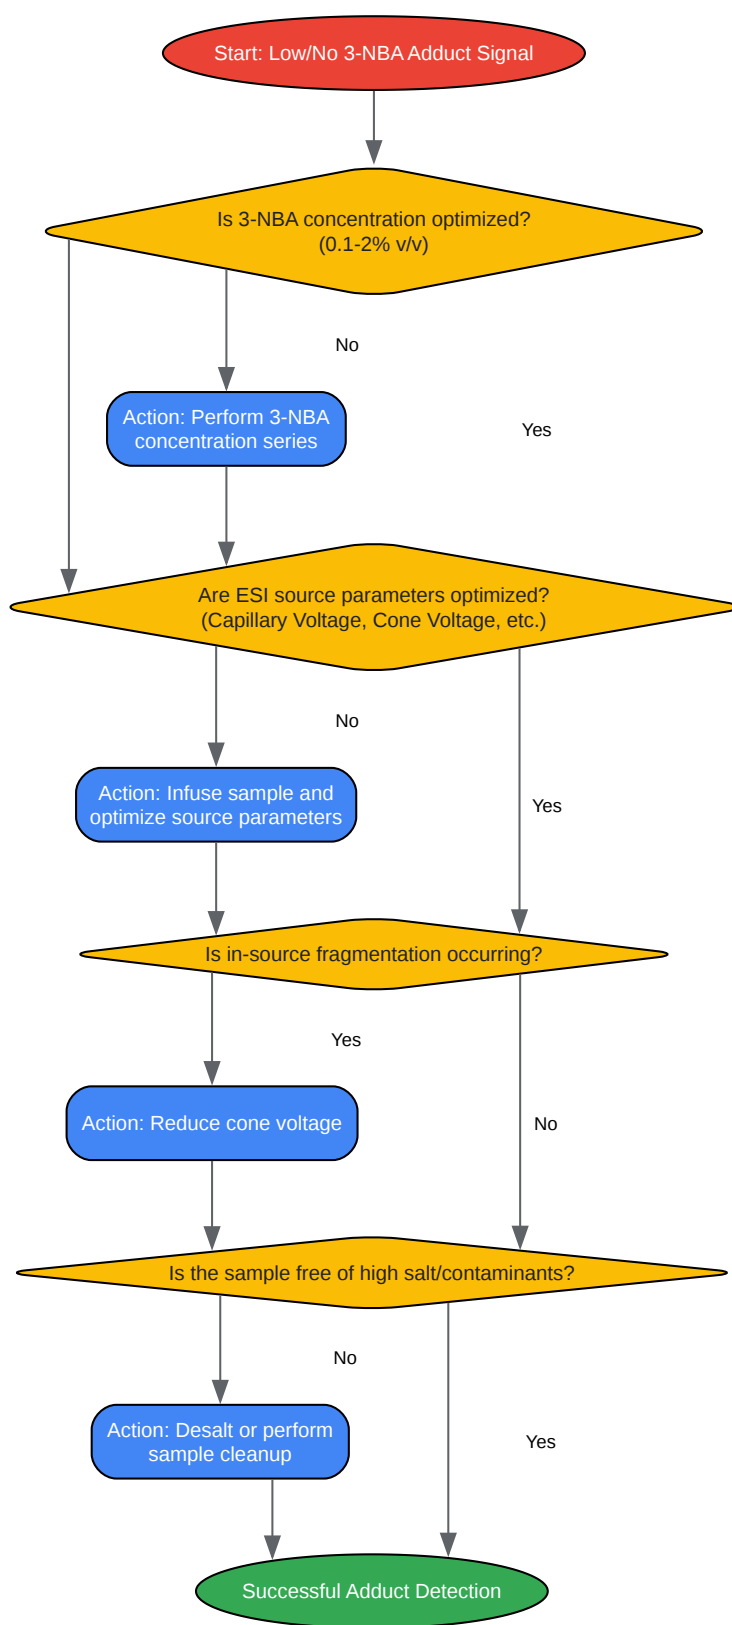 Start: Low/No 3-NBA Adduct Signal
Is 3-NBA concentration optimized?
(0.1-2% v/v)
No
Action: Perform 3-NBA
concentration series
Yes
Are ESI source parameters optimized?
(Capillary Voltage, Cone Voltage, etc.)
No
Action: Infuse sample and
optimize source parameters
Yes
Is in-source fragmentation occurring?
Yes
Action: Reduce cone voltage
No
Is the sample free of high salt/contaminants?
No
Action: Desalt or perform
sample cleanup
Yes
Successful Adduct Detection